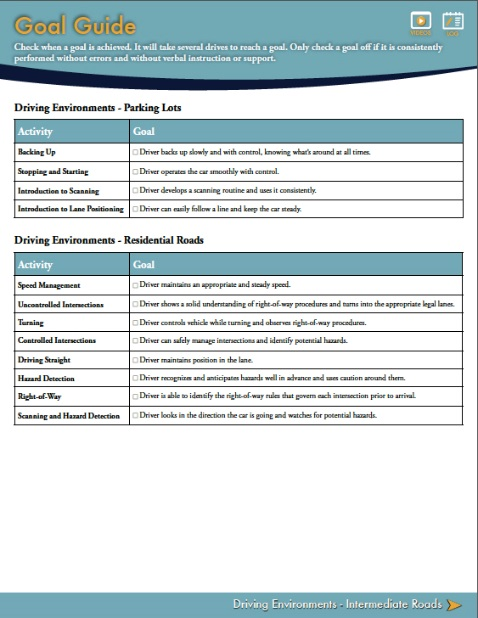 Goal Guide
VIDEOS
LOG
Check when a goal is achieved. It will take several drives to reach a goal. Only check a goal off if it is consistently
performed without errors and without verbal instruction or support.
Driving Environments - Parking Lots
Activity Goal
Backing Up Driver backs up slowly and with control, knowing what's around at all times.
Stopping and Starting Driver operates the car smoothly with control.
Introduction to Scanning Driver develops a scanning routine and uses it consistently.
Introduction to Lane Positioning Driver can easily follow a line and keep the car steady.
Driving Environments - Residential Roads
Activity Goal
Speed Management Driver maintains an appropriate and steady speed.
Uncontrolled Intersections Driver shows a solid understanding of right-of-way procedures and turns into the appropriate legal lanes.
Turning Driver controls vehicle while turning and observes right-of-way procedures.
Controlled Intersections Driver can safely manage intersections and identify potential hazards.
Driving Straight Driver maintains position in the lane.
Hazard Detection Driver recognizes and anticipates hazards well in advance and uses caution around them.
Right-of-Way Driver is able to identify the right-of-way rules that govern each intersection prior to arrival.
Scanning and Hazard Detection Driver looks in the direction the car is going and watches for potential hazards.
Driving Environments - Intermediate Roads